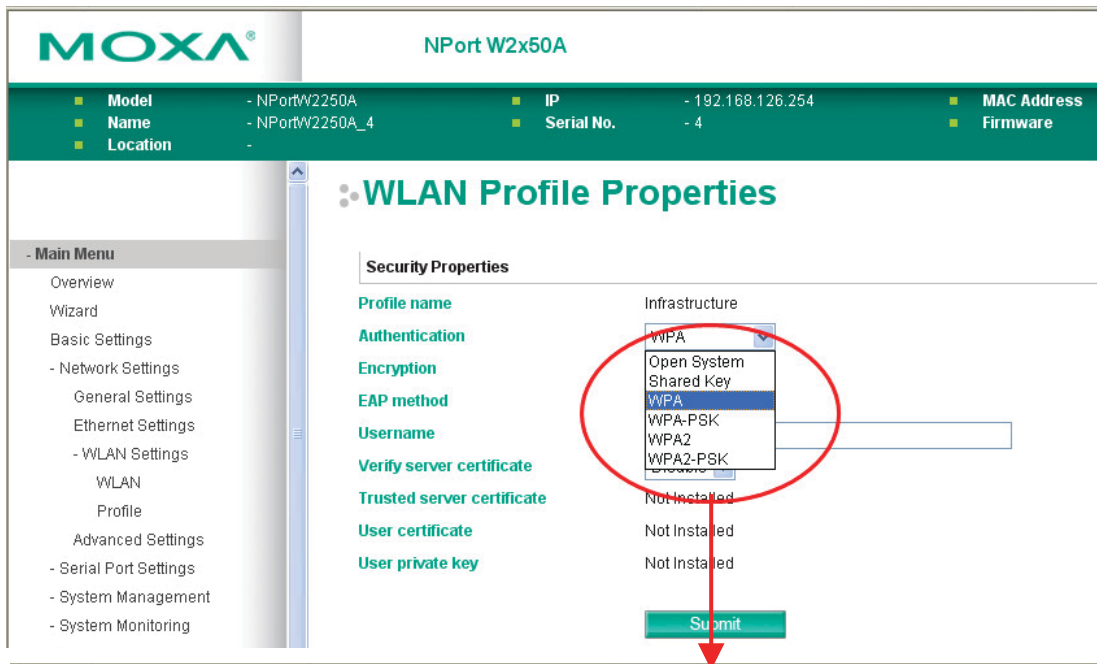 MOXA®
NPort W2x50A
Model - NPortW2250A IP - 192.168.126.254 MAC Address
Name - NPortW2250A_4 Serial No. - 4 Firmware
Location -
WLAN Profile Properties
- Main Menu
Overview
Wizard
Basic Settings
- Network Settings
General Settings
Ethernet Settings
- WLAN Settings
WLAN
Profile
Advanced Settings
- Serial Port Settings
- System Management
- System Monitoring
Security Properties
Profile name Infrastructure
Authentication WPA
Open System
Shared Key
WPA
WPA-PSK
WPA2
WPA2-PSK
Encryption
EAP method
Username
Verify server certificate Disable
Trusted server certificate Not Installed
User certificate Not Installed
User private key Not Installed
Submit